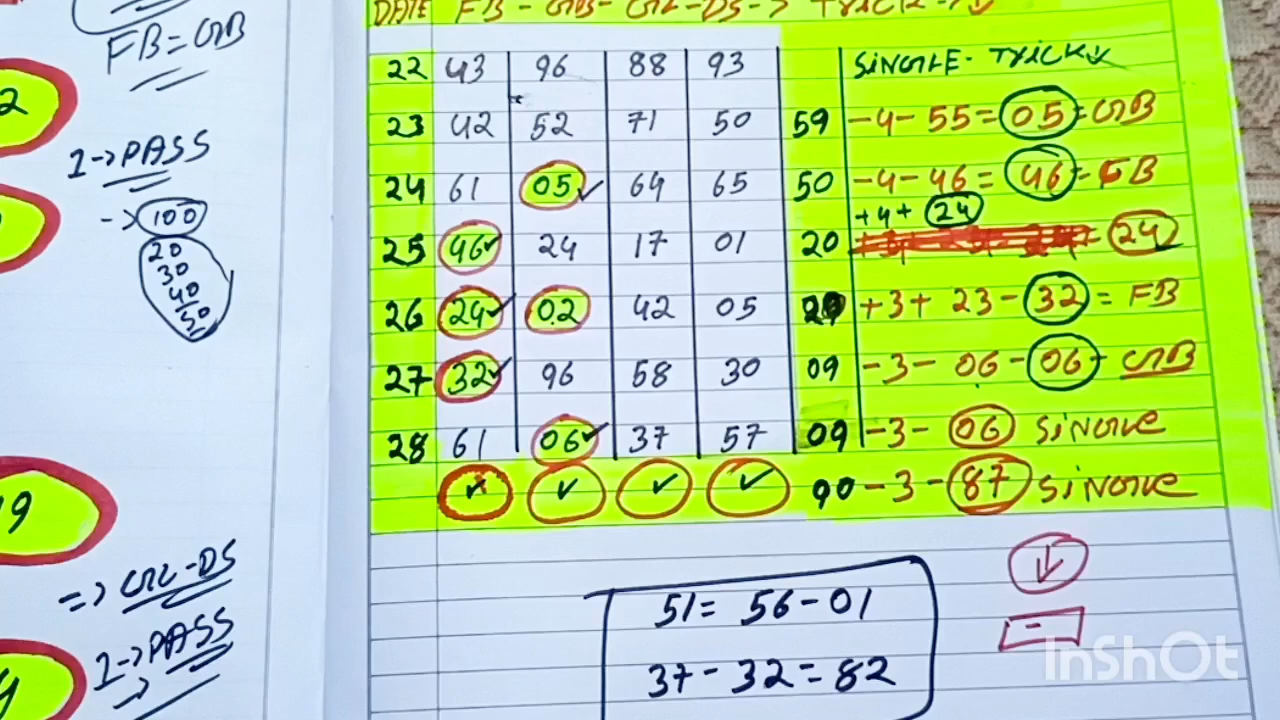 DATE FB - GB - GL - DS -> TRICK ->↓
FB = GB
22 43 96 88 93 SINGLE - TRICK↓
23 42 52 71 50 59 -4- 55 = 05 = GB
1->PASS
24 61 05✓ 64 65 50 -4- 46 = 46 = FB
-> 100
+4+ 24
20
25 46✓ 24 17 01 20 = 24
30
40
50
26 24✓ 02 42 05 20 +3+ 23 - 32 = FB
27 32✓ 96 58 30 09 -3- 06 - 06 - GB
28 61 06✓ 37 57 09 -3- 06 SINGLE
✓ ✓ ✓ 90 - 3 - 87 SINGLE
=> GL-DS
51 = 56 - 01
1->PASS
->
37 - 32 = 82
InShOt